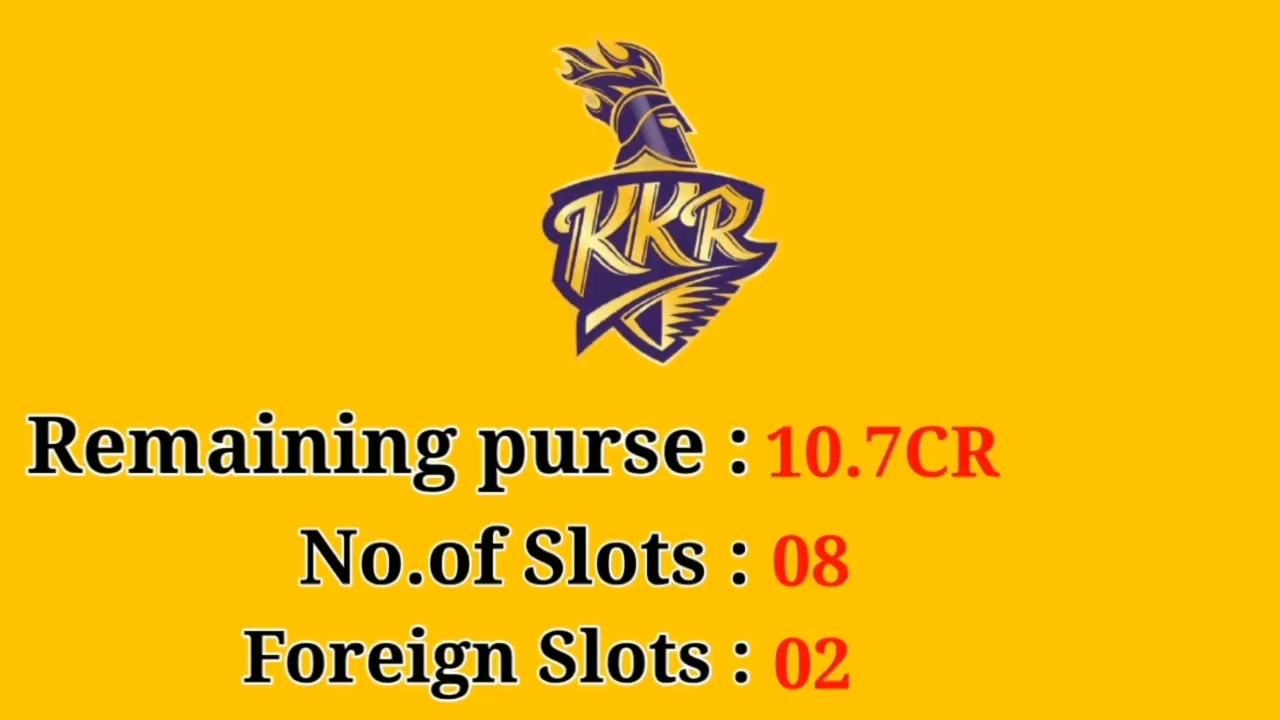 KKR
Remaining purse : 10.7CR
No.of Slots : 08
Foreign Slots : 02